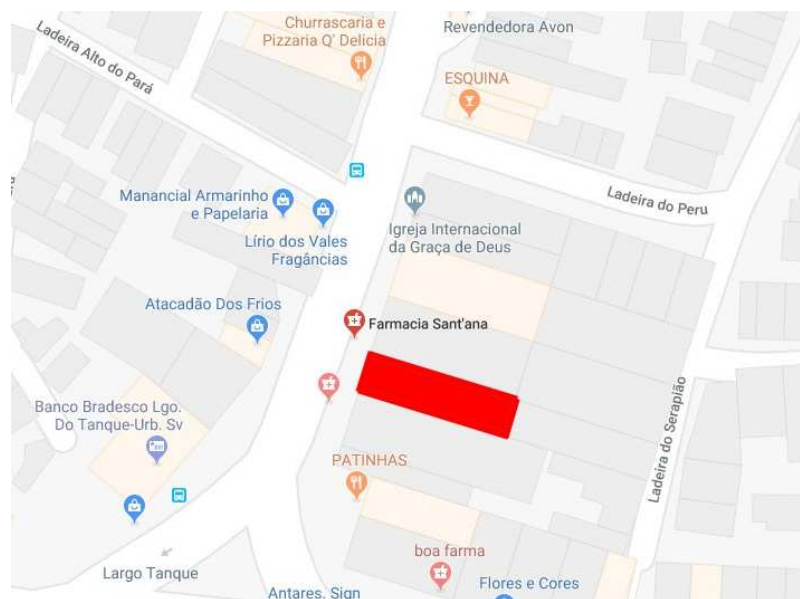 Churrascaria e
Pizzaria Q' Delicia
Revendedora Avon
Ladeira Alto do Pará
ESQUINA
Manancial Armarinho
e Papelaria
Ladeira do Peru
Lírio dos Vales
Fragâncias
Igreja Internacional
da Graça de Deus
Atacadão Dos Frios
Farmacia Sant'ana
Banco Bradesco Lgo.
Do Tanque-Urb. Sv
Ladeira do Serapião
PATINHAS
boa farma
Largo Tanque
Flores e Cores
Antares. Sign